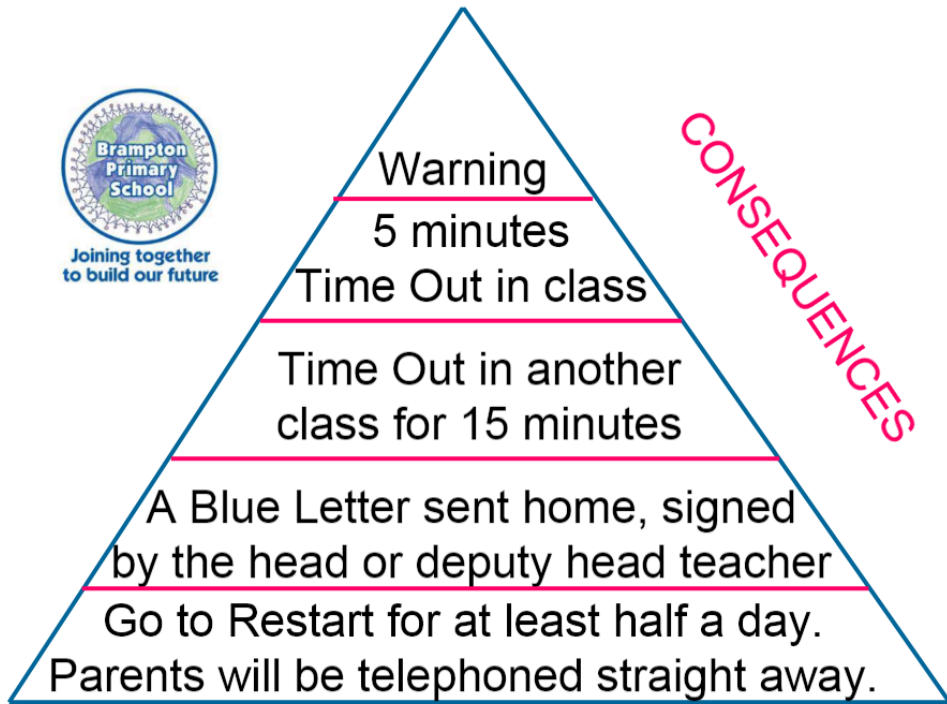 Brampton
Primary
School
Joining together
to build our future
CONSEQUENCES
Warning
5 minutes
Time Out in class
Time Out in another
class for 15 minutes
A Blue Letter sent home, signed
by the head or deputy head teacher
Go to Restart for at least half a day.
Parents will be telephoned straight away.